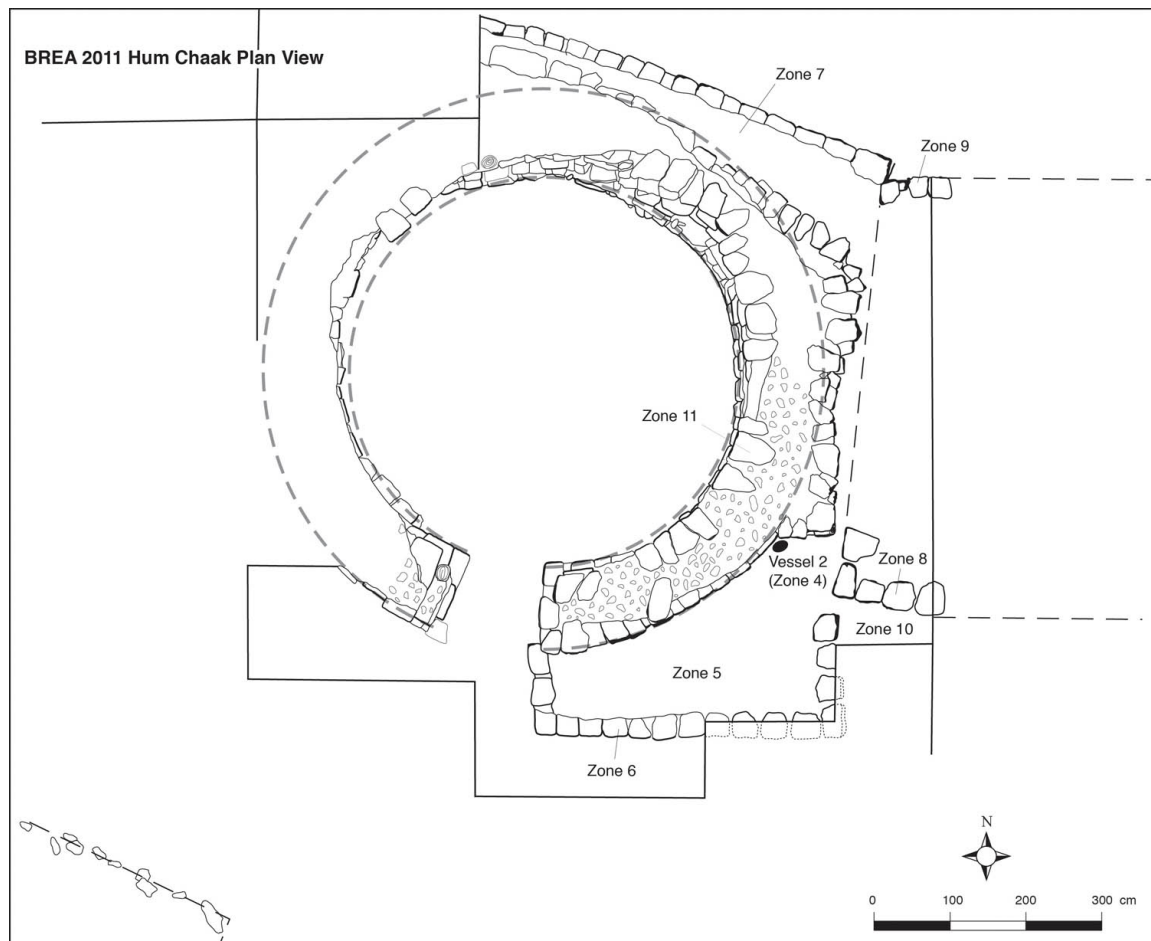 BREA 2011 Hum Chaak Plan View
Zone 7
Zone 9
Zone 11
Vessel 2
(Zone 4)
Zone 8
Zone 10
Zone 5
Zone 6
N
0 100 200 300 cm